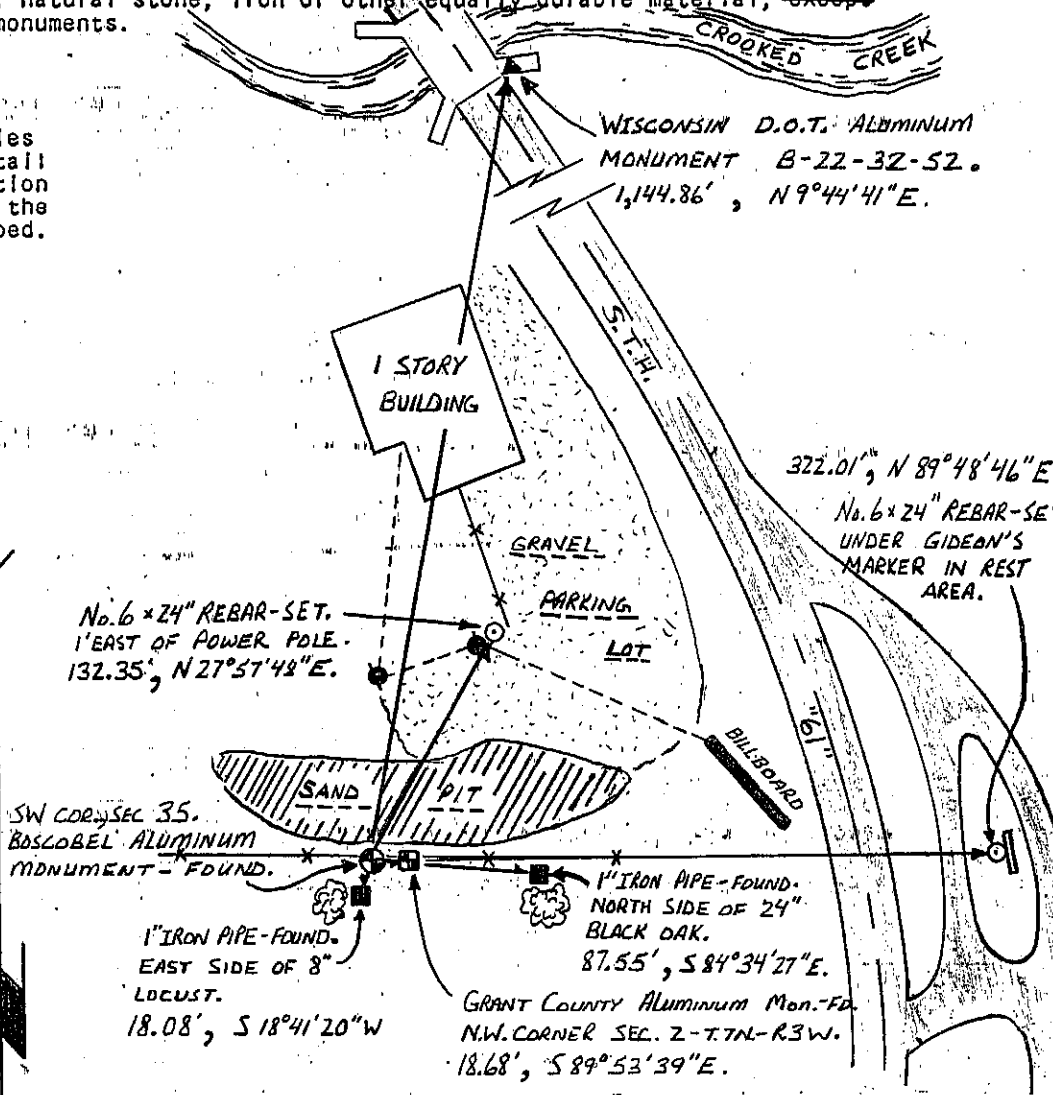 natural stone, iron or other equally durable material, except
monuments.
CROOKED CREEK
ies
tail
tion
the
bed.
WISCONSIN D.O.T. ALUMINUM
MONUMENT B-22-32-52.
1,144.86', N 9°44'41"E.
S.T.H.
1 STORY
BUILDING
322.01', N 89°48'46"E
No. 6 x 24" REBAR-SE
UNDER GIDEON'S
MARKER IN REST
AREA.
GRAVEL
PARKING
LOT
No. 6 x 24" REBAR-SET.
1' EAST OF POWER POLE.
132.35', N 27°57'48"E.
"61"
BILLBOARD
SAND PIT
SW COR. SEC 35.
BOSCOBEL ALUMINUM
MONUMENT - FOUND.
1" IRON PIPE-FOUND.
NORTH SIDE OF 24"
BLACK OAK.
87.55', S 84°34'27"E.
1" IRON PIPE-FOUND.
EAST SIDE OF 8"
LOCUST.
18.08', S 18°41'20"W
GRANT COUNTY ALUMINUM MON.-FD.
N.W. CORNER SEC. 2-T7N-R3W.
18.68', S 89°53'39"E.